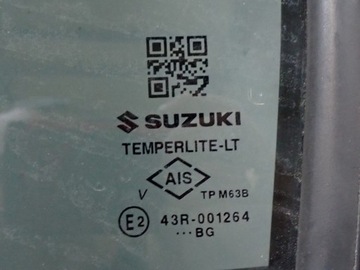 SUZUKI
TEMPERLITE-LT
AIS
V TP M63B
E2 43R-001264
···BG